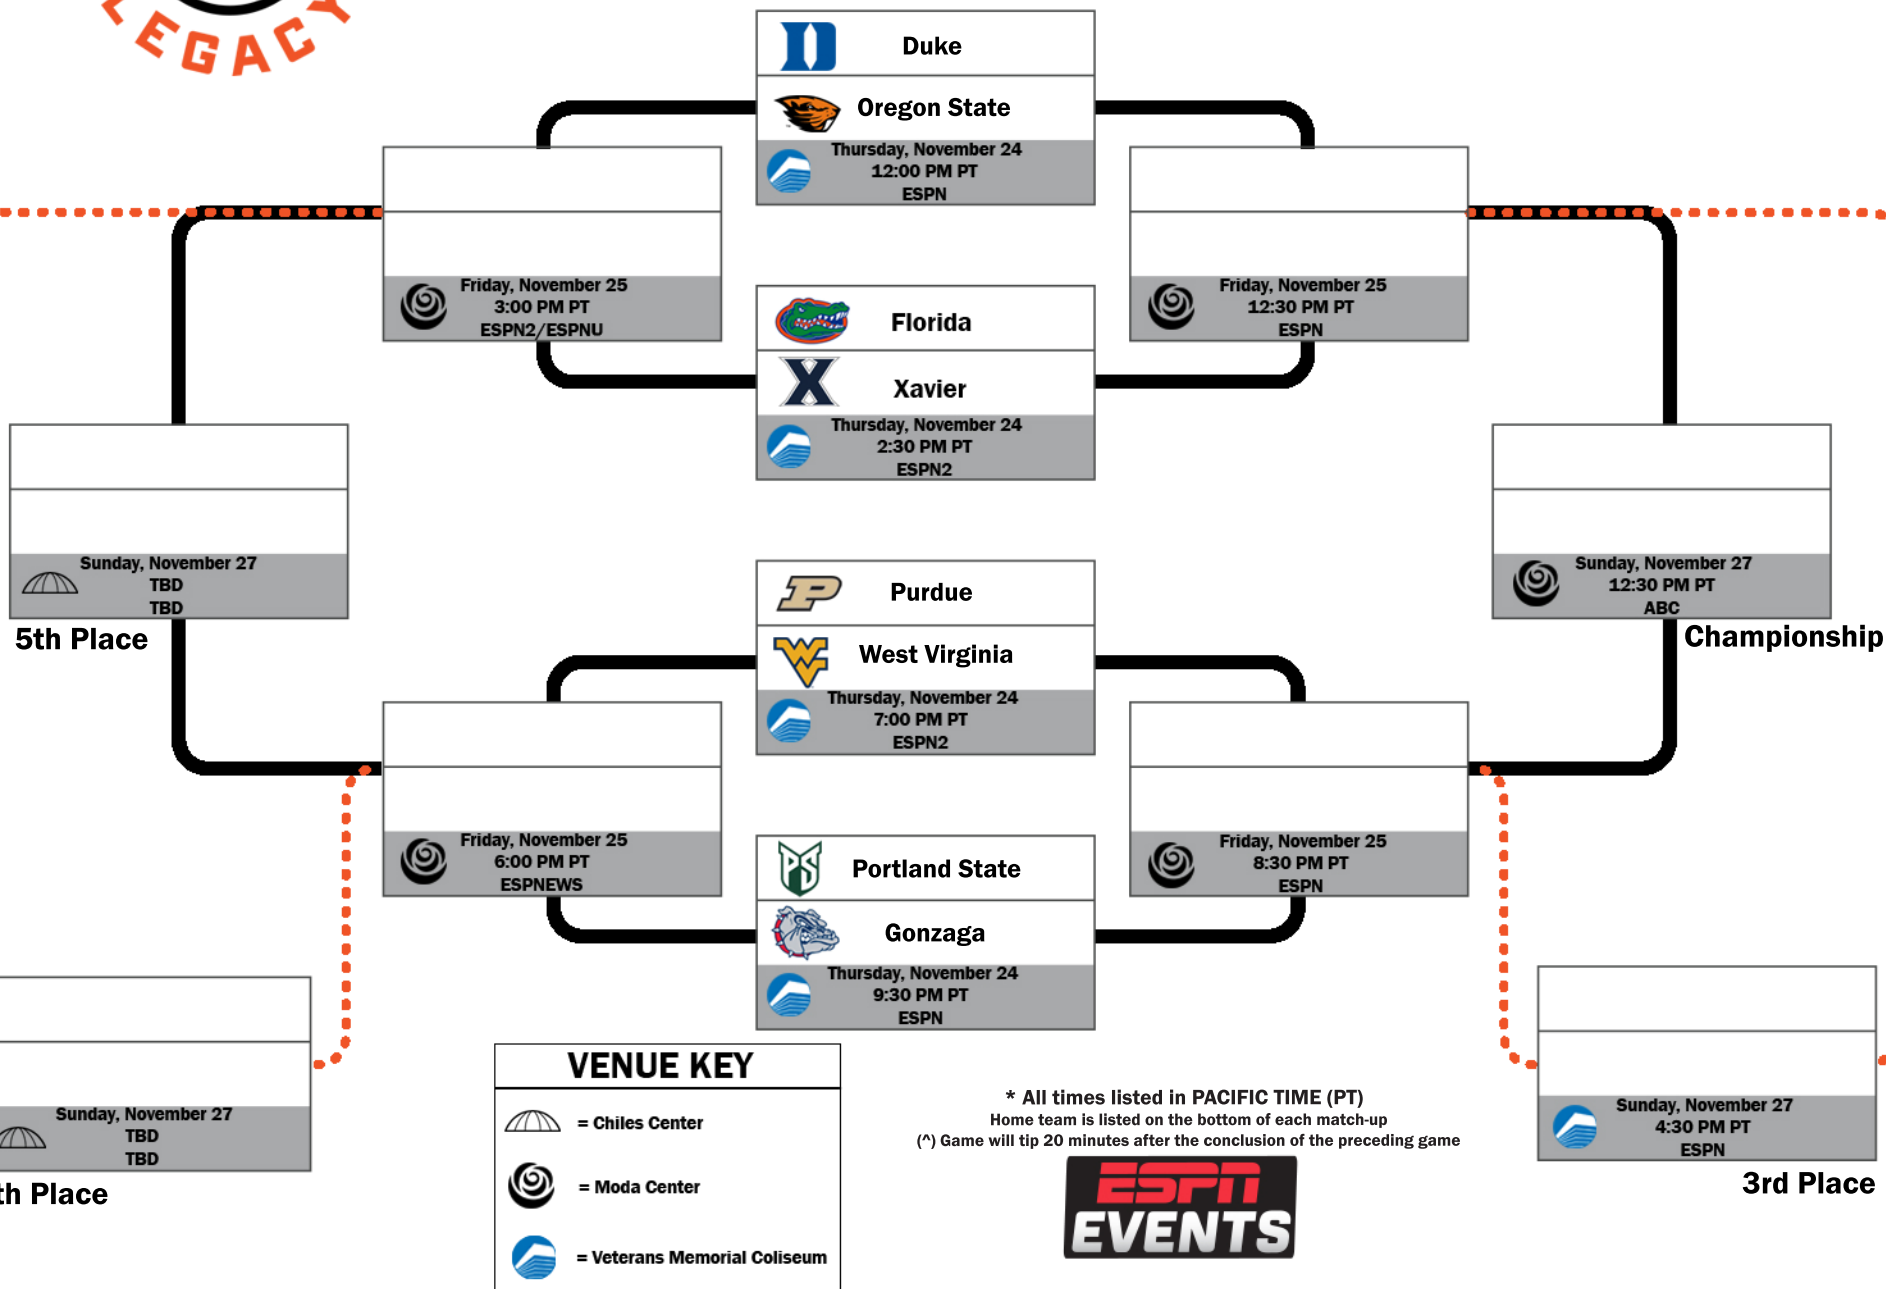 LEGACY
Duke
Oregon State
Thursday, November 24
12:00 PM PT
ESPN
Friday, November 25
3:00 PM PT
ESPN2/ESPNU
Friday, November 25
12:30 PM PT
ESPN
Florida
Xavier
Thursday, November 24
2:30 PM PT
ESPN2
Sunday, November 27
TBD
TBD
5th Place
Sunday, November 27
12:30 PM PT
ABC
Championship
Purdue
West Virginia
Thursday, November 24
7:00 PM PT
ESPN2
Friday, November 25
6:00 PM PT
ESPNEWS
Friday, November 25
8:30 PM PT
ESPN
Portland State
Gonzaga
Thursday, November 24
9:30 PM PT
ESPN
Sunday, November 27
TBD
TBD
th Place
Sunday, November 27
4:30 PM PT
ESPN
3rd Place
VENUE KEY
= Chiles Center
= Moda Center
= Veterans Memorial Coliseum
* All times listed in PACIFIC TIME (PT)
Home team is listed on the bottom of each match-up
(^) Game will tip 20 minutes after the conclusion of the preceding game
ESPN
EVENTS